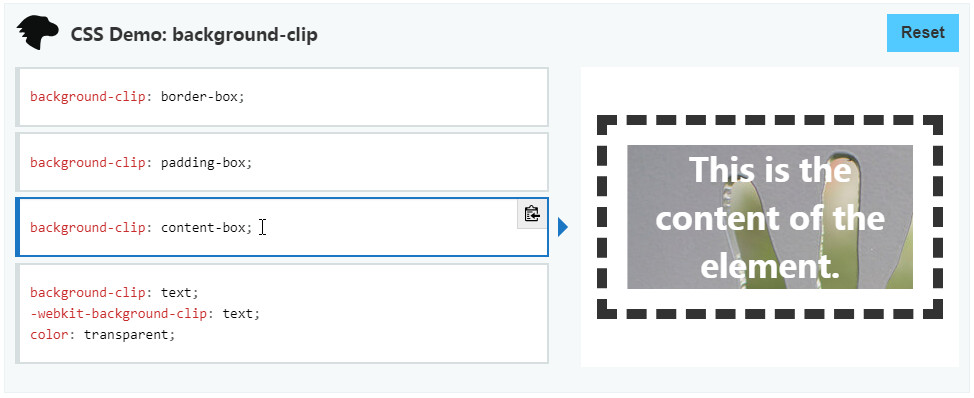 CSS Demo: background-clip
Reset
background-clip: border-box;
background-clip: padding-box;
background-clip: content-box;
background-clip: text;
-webkit-background-clip: text;
color: transparent;
This is the
content of the
element.